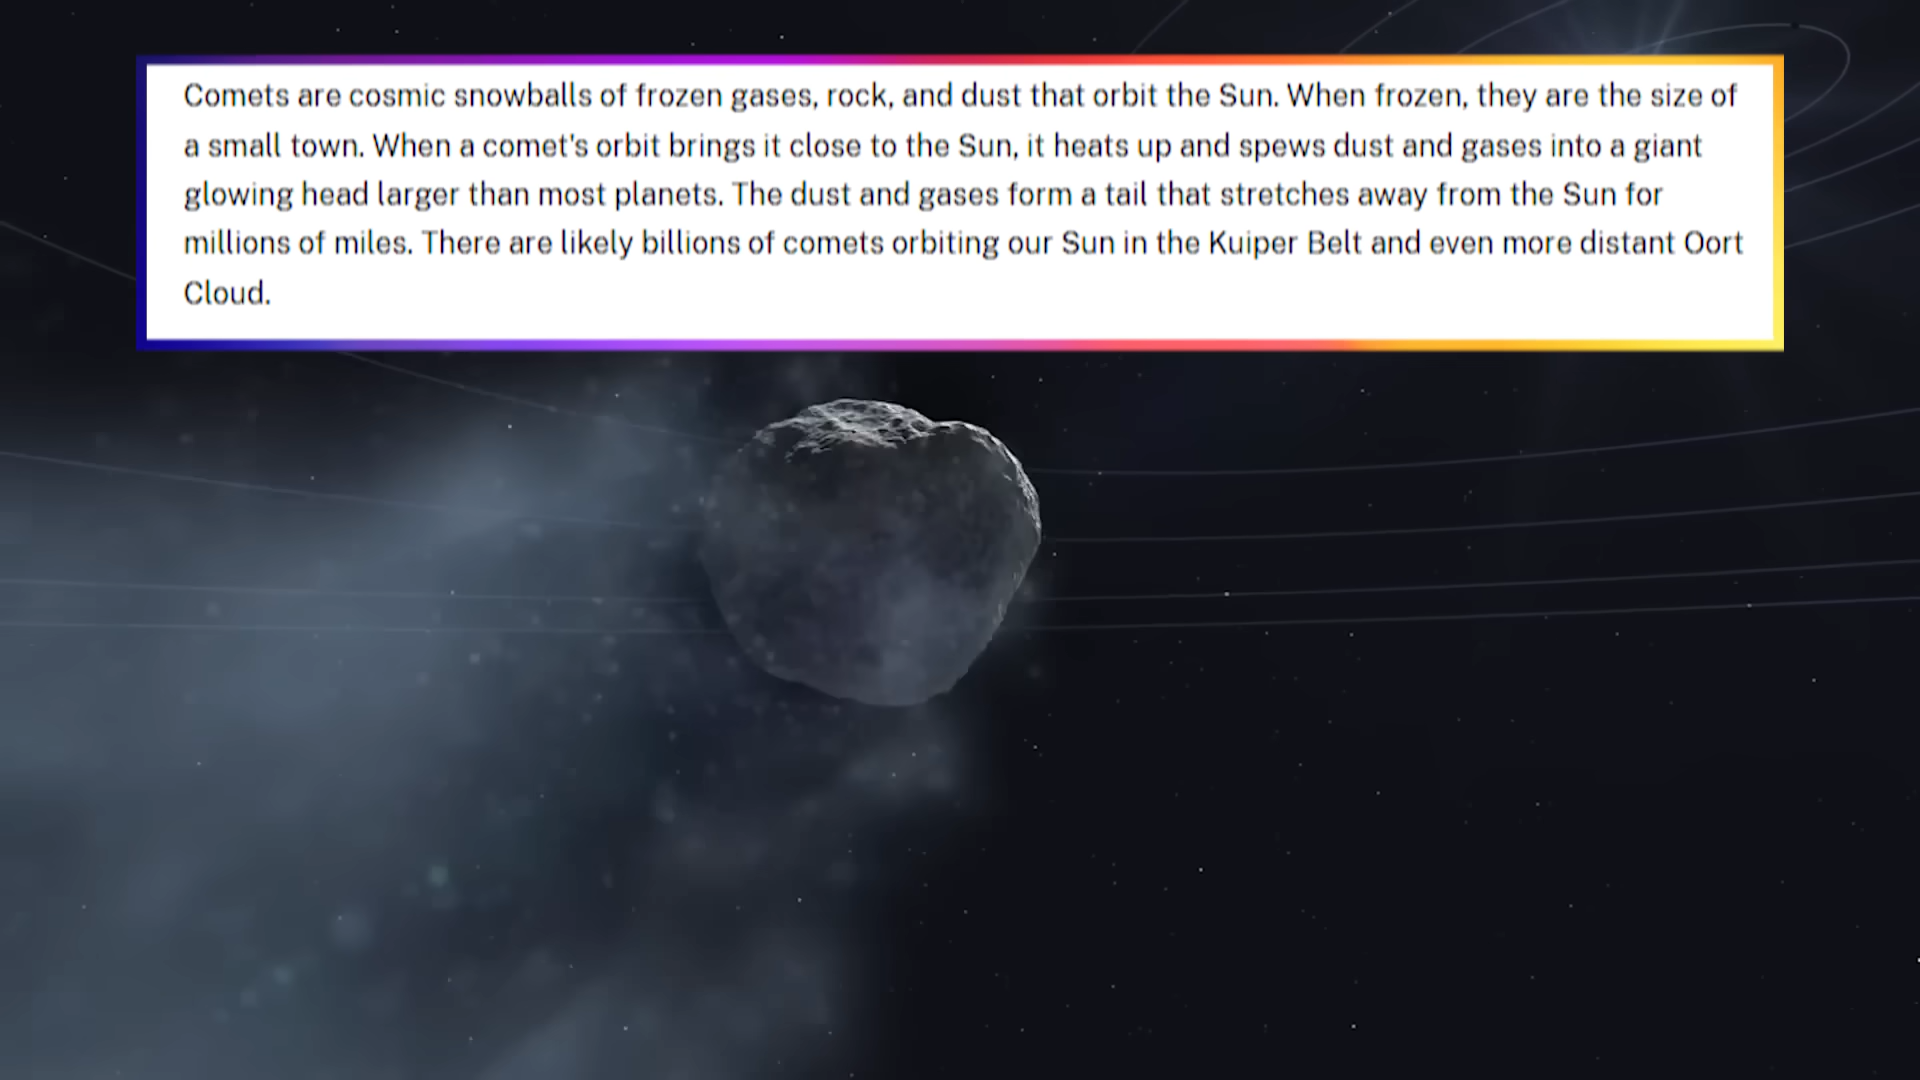 Comets are cosmic snowballs of frozen gases, rock, and dust that orbit the Sun. When frozen, they are the size of
a small town. When a comet's orbit brings it close to the Sun, it heats up and spews dust and gases into a giant
glowing head larger than most planets. The dust and gases form a tail that stretches away from the Sun for
millions of miles. There are likely billions of comets orbiting our Sun in the Kuiper Belt and even more distant Oort
Cloud.